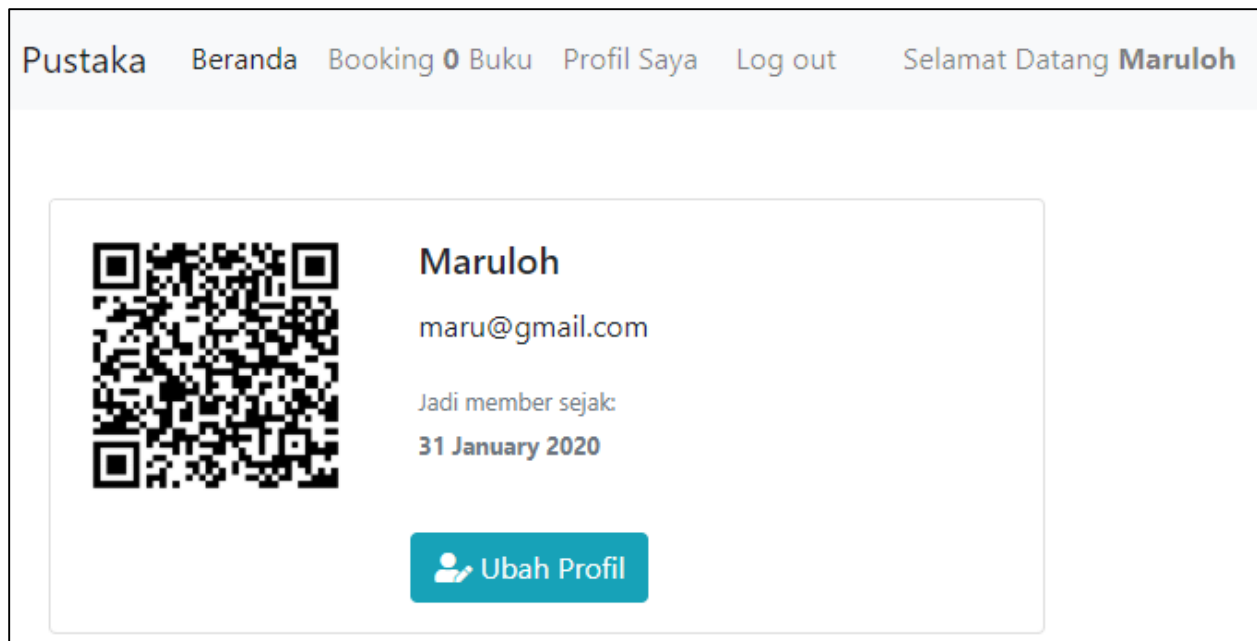 Pustaka Beranda Booking 0 Buku Profil Saya Log out Selamat Datang Maruloh
Maruloh
maru@gmail.com
Jadi member sejak:
31 January 2020
Ubah Profil